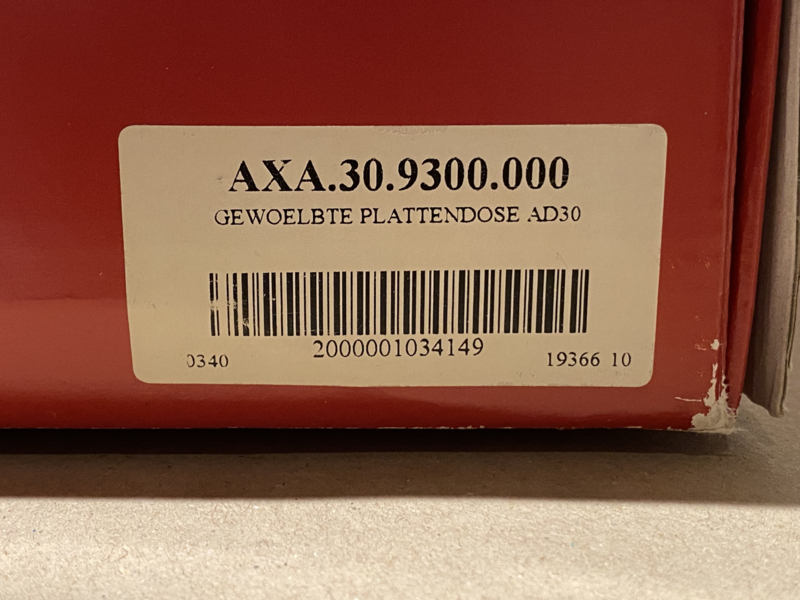 AXA.30.9300.000
GEWOELBTE PLATTENDOSE AD30
2000001034149
0340 19366 10